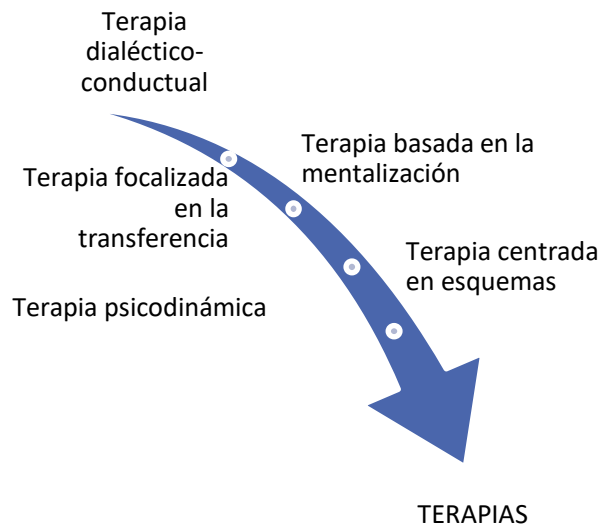 Terapia
dialéctico-
conductual
Terapia basada en la
mentalización
Terapia focalizada
en la
transferencia
Terapia centrada
en esquemas
Terapia psicodinámica
TERAPIAS